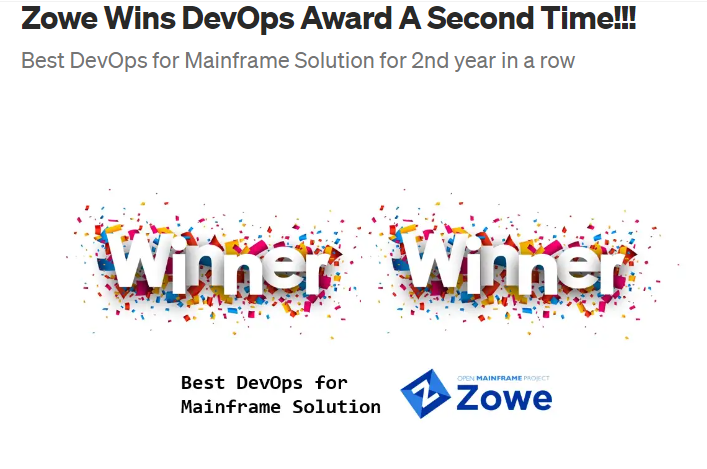 Zowe Wins DevOps Award A Second Time!!!
Best DevOps for Mainframe Solution for 2nd year in a row
Winner Winner
Best DevOps for
Mainframe Solution
OPEN MAINFRAME PROJECT
Zowe